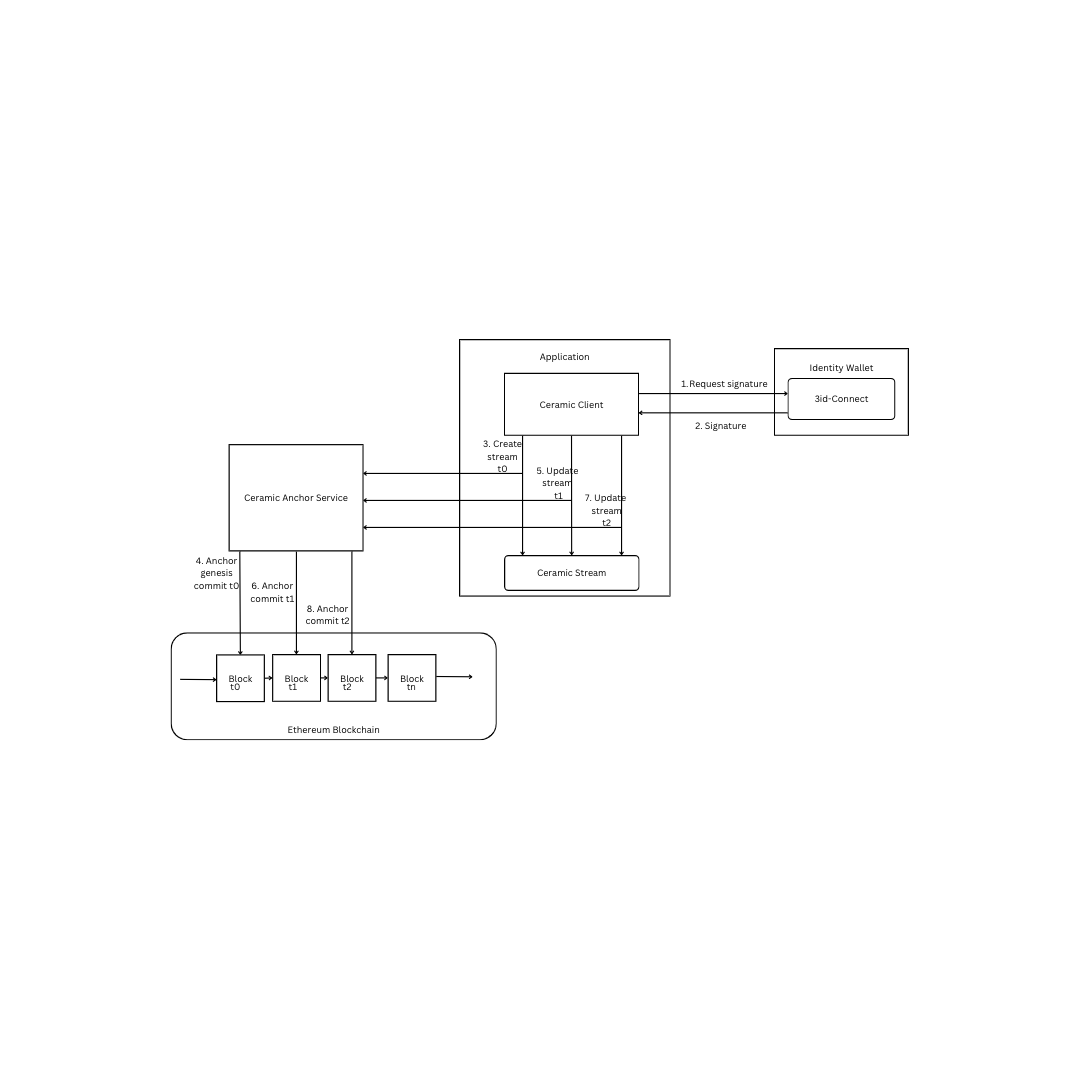 Application
Identity Wallet
Ceramic Client
3id-Connect
1. Request signature
2. Signature
3. Create
stream
t0
5. Update
stream
t1
7. Update
stream
t2
Ceramic Anchor Service
Ceramic Stream
4. Anchor
genesis
commit t0
6. Anchor
commit t1
8. Anchor
commit t2
Block
t0
Block
t1
Block
t2
Block
tn
Ethereum Blockchain